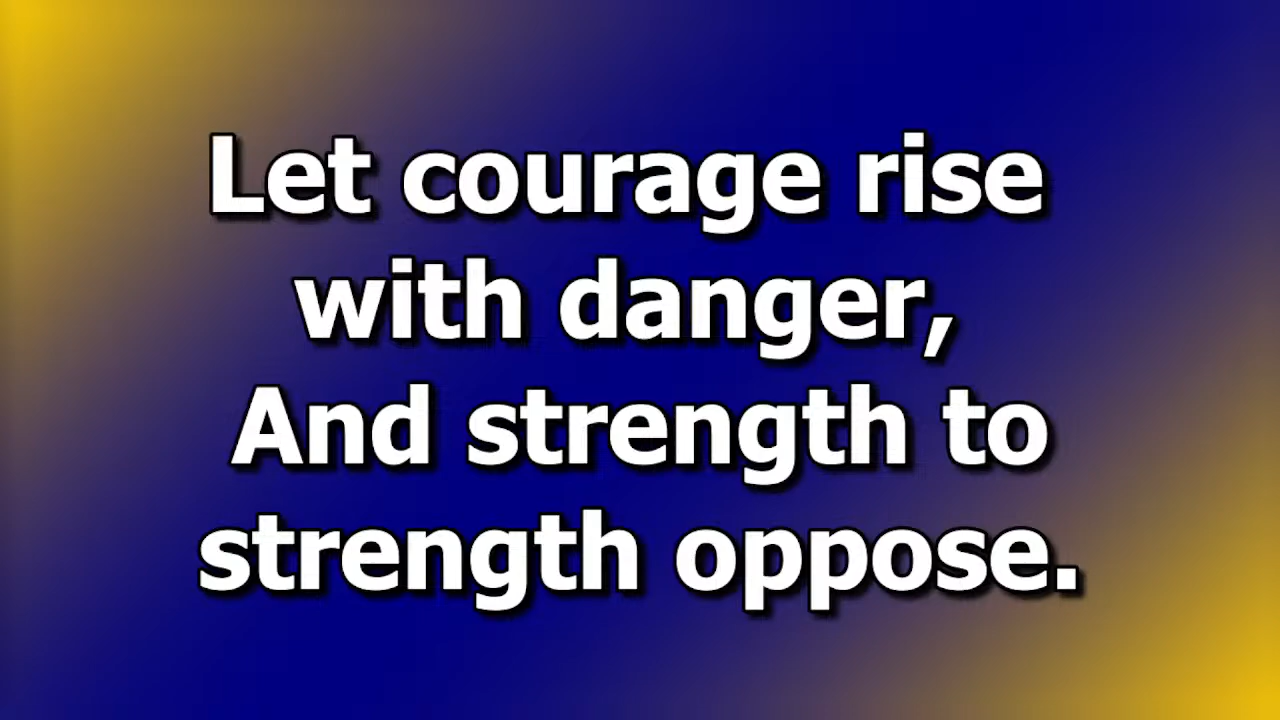 Let courage rise
with danger,
And strength to
strength oppose.